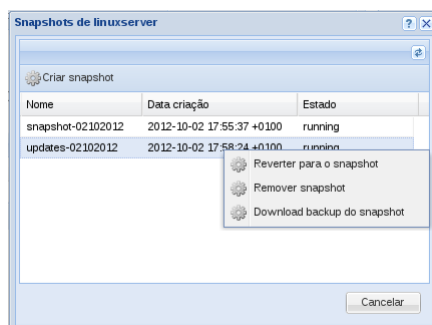 Snapshots de linuxserver
Criar snapshot
Nome Data criação Estado
snapshot-02102012 2012-10-02 17:55:37 +0100 running
updates-02102012 2012-10-02 17:58:24 +0100 running
Reverter para o snapshot
Remover snapshot
Download backup do snapshot
Cancelar